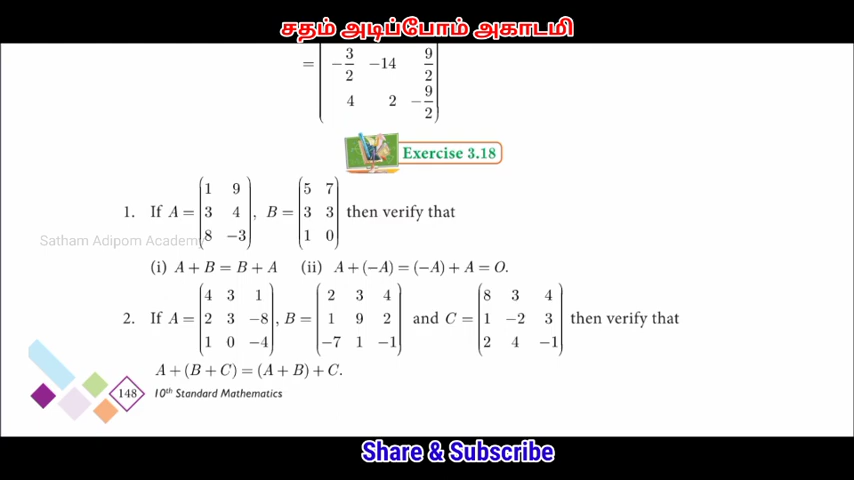 சதம் அடிப்போம் அகாடமி
= ( -3/2 -14 9/2
4 2 -9/2 )
Exercise 3.18
1. If A = ( 1 9 ; 3 4 ; 8 -3 ), B = ( 5 7 ; 3 3 ; 1 0 ) then verify that
Satham Adipom Academy
(i) A + B = B + A (ii) A + (-A) = (-A) + A = O.
2. If A = ( 4 3 1 ; 2 3 -8 ; 1 0 -4 ), B = ( 2 3 4 ; 1 9 2 ; -7 1 -1 ) and C = ( 8 3 4 ; 1 -2 3 ; 2 4 -1 ) then verify that
A + (B + C) = (A + B) + C.
148 10th Standard Mathematics
Share & Subscribe